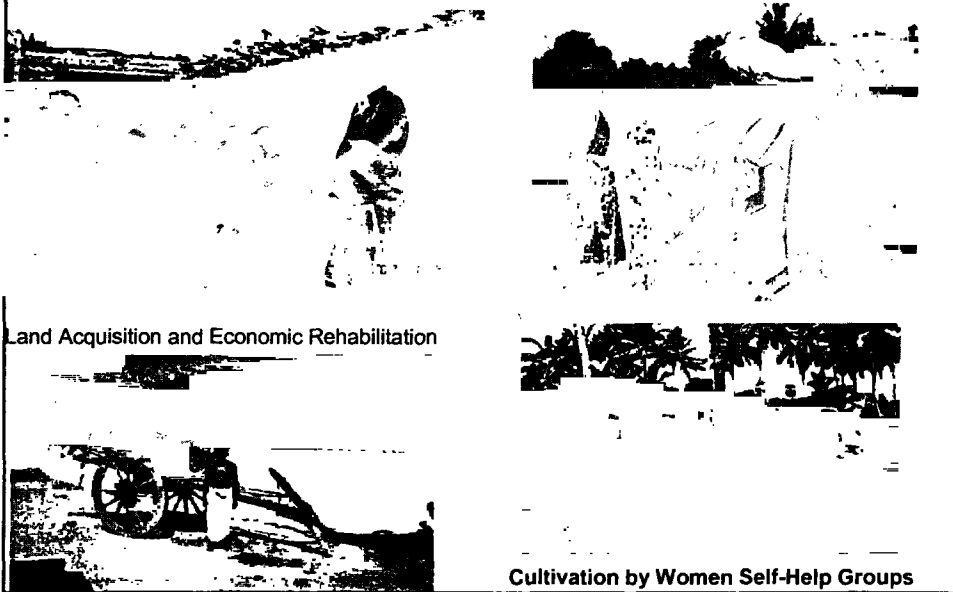 Land Acquisition and Economic Rehabilitation
Cultivation by Women Self-Help Groups